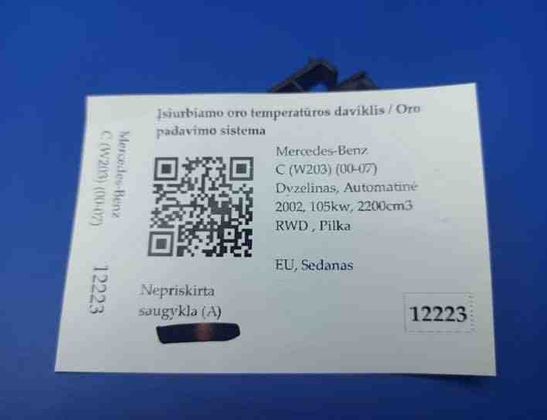 Įsiurbiamo oro temperatūros daviklis / Oro
padavimo sistema
Mercedes-Benz
C (W203) (00-07)
Dyzelinas, Automatinė
2002, 105kw, 2200cm3
RWD , Pilka
EU, Sedanas
Nepriskirta
saugykla (A)
12223
Mercedes-Benz
C (W203) (00-07)
12223